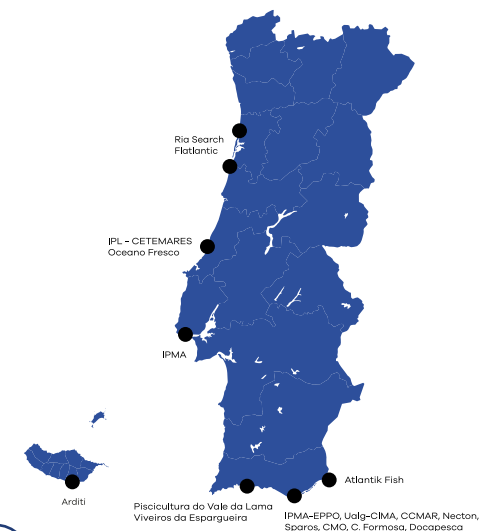 Ria Search
Flatlantic
IPL - CETEMARES
Oceano Fresco
IPMA
Arditi
Piscicultura do Vale da Lama
Viveiros da Espargueira
Atlantik Fish
IPMA-EPPO, Ualg-CIMA, CCMAR, Necton,
Sparos, CMO, C. Formosa, Docapesca